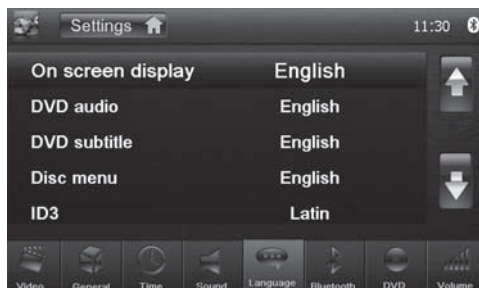 Settings 11:30
On screen display English
DVD audio English
DVD subtitle English
Disc menu English
ID3 Latin
Video General Time Sound Language Bluetooth DVD Volume